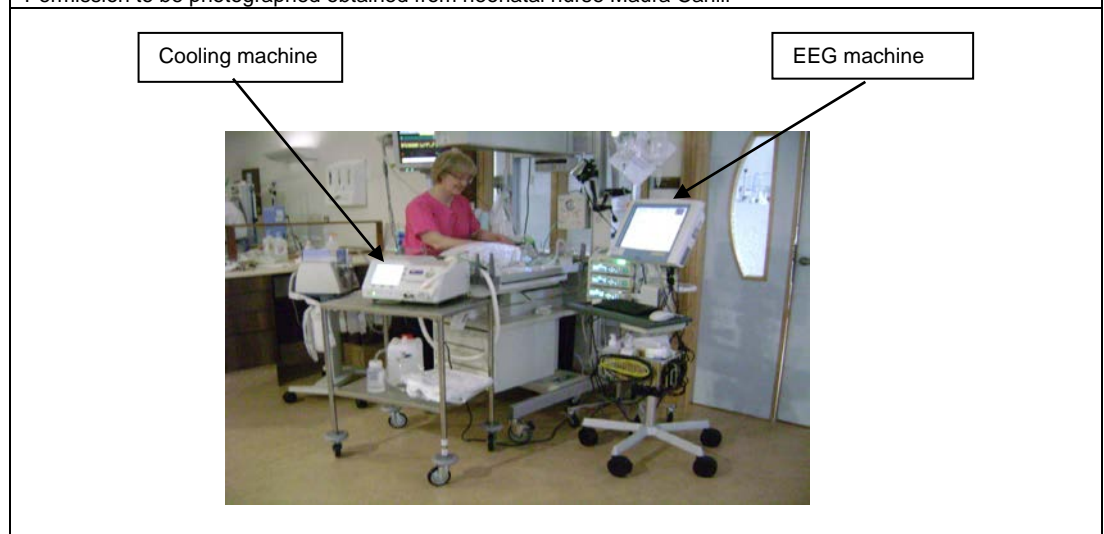 Permission to be photographed obtained from neonatal nurse Maura Cahill.
Cooling machine
EEG machine